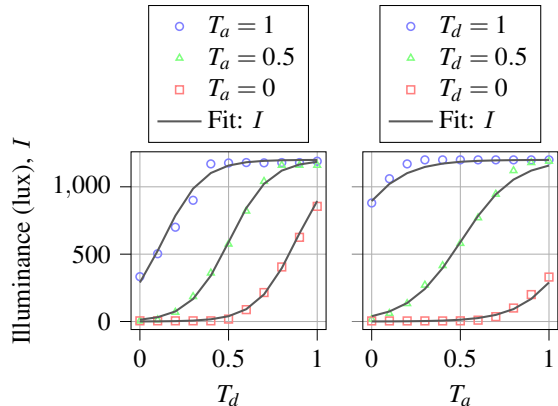 T_a = 1
T_a = 0.5
T_a = 0
Fit: I
T_d = 1
T_d = 0.5
T_d = 0
Fit: I
Illuminance (lux), I
1,000
500
0
0 0.5 1
T_d
0 0.5 1
T_a